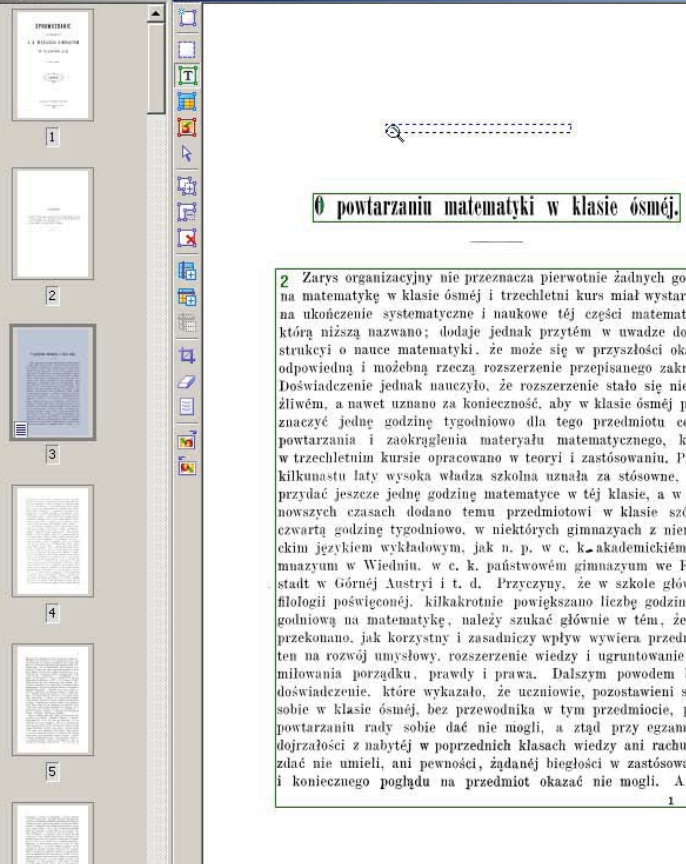 SPRAWOZDANIE
1
2
3
4
5
T
O powtarzaniu matematyki w klasie ósméj.
2 Zarys organizacyjny nie przeznacza pierwotnie żadnych go
na matematykę w klasie ósméj i trzechletni kurs miał wystar
na ukończenie systematyczne i naukowe téj części matemat
którą niższą nazwano; dodaje jednak przytém w uwadze do
strukcyi o nauce matematyki, że może się w przyszłości oka
odpowiednią i możebną rzeczą rozszerzenie przepisanego zakr
Doświadczenie jednak nauczyło, że rozszerzenie stało się nie
żliwém, a nawet uznano za konieczność, aby w klasie ósméj p
znaczyć jednę godzinę tygodniowo dla tego przedmiotu ce
powtarzania i zaokrąglenia materyału matematycznego, k
w trzechletnim kursie opracowano w teoryi i zastósowaniu. P
kilkunastu laty wysoka władza szkolna uznała za stósowne,
przydać jeszcze jednę godzinę matematyce w téj klasie, a w
nowszych czasach dodano temu przedmiotowi w klasie szó
czwartą godzinę tygodniowo, w niektórych gimnazyach z niem
ckim językiem wykładowym, jak n. p. w c. k. akademickiém
mnazyum w Wiedniu, w c. k. państwowém gimnazyum we F
stadt w Górnéj Austryi i t. d. Przyczyny, że w szkole głów
filologii poświęconéj, kilkakrotnie powiększano liczbę godzin
godniową na matematykę, należy szukać głównie w tém, że
przekonano, jak korzystny i zasadniczy wpływ wywiera przedm
ten na rozwój umysłowy, rozszerzenie wiedzy i ugruntowanie
miłowania porządku, prawdy i prawa. Dalszym powodem
doświadczenie, które wykazało, że uczniowie, pozostawieni s
sobie w klasie ósméj, bez przewodnika w tym przedmiocie, p
powtarzaniu rady sobie dać nie mogli, a ztąd przy egzam
dojrzałości z nabytéj w poprzednich klasach wiedzy ani rachu
zdać nie umieli, ani pewności, żądanéj biegłości w zastósowa
i koniecznego poglądu na przedmiot okazać nie mogli. A
1